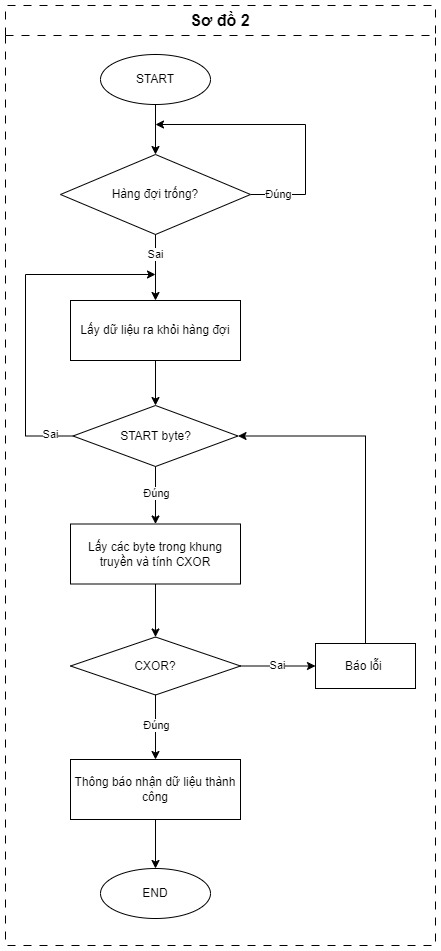 Sơ đồ 2
START
Hàng đợi trống?
Đúng
Sai
Lấy dữ liệu ra khỏi hàng đợi
START byte?
Sai
Đúng
Lấy các byte trong khung
truyền và tính CXOR
CXOR?
Sai
Báo lỗi
Đúng
Thông báo nhận dữ liệu thành
công
END